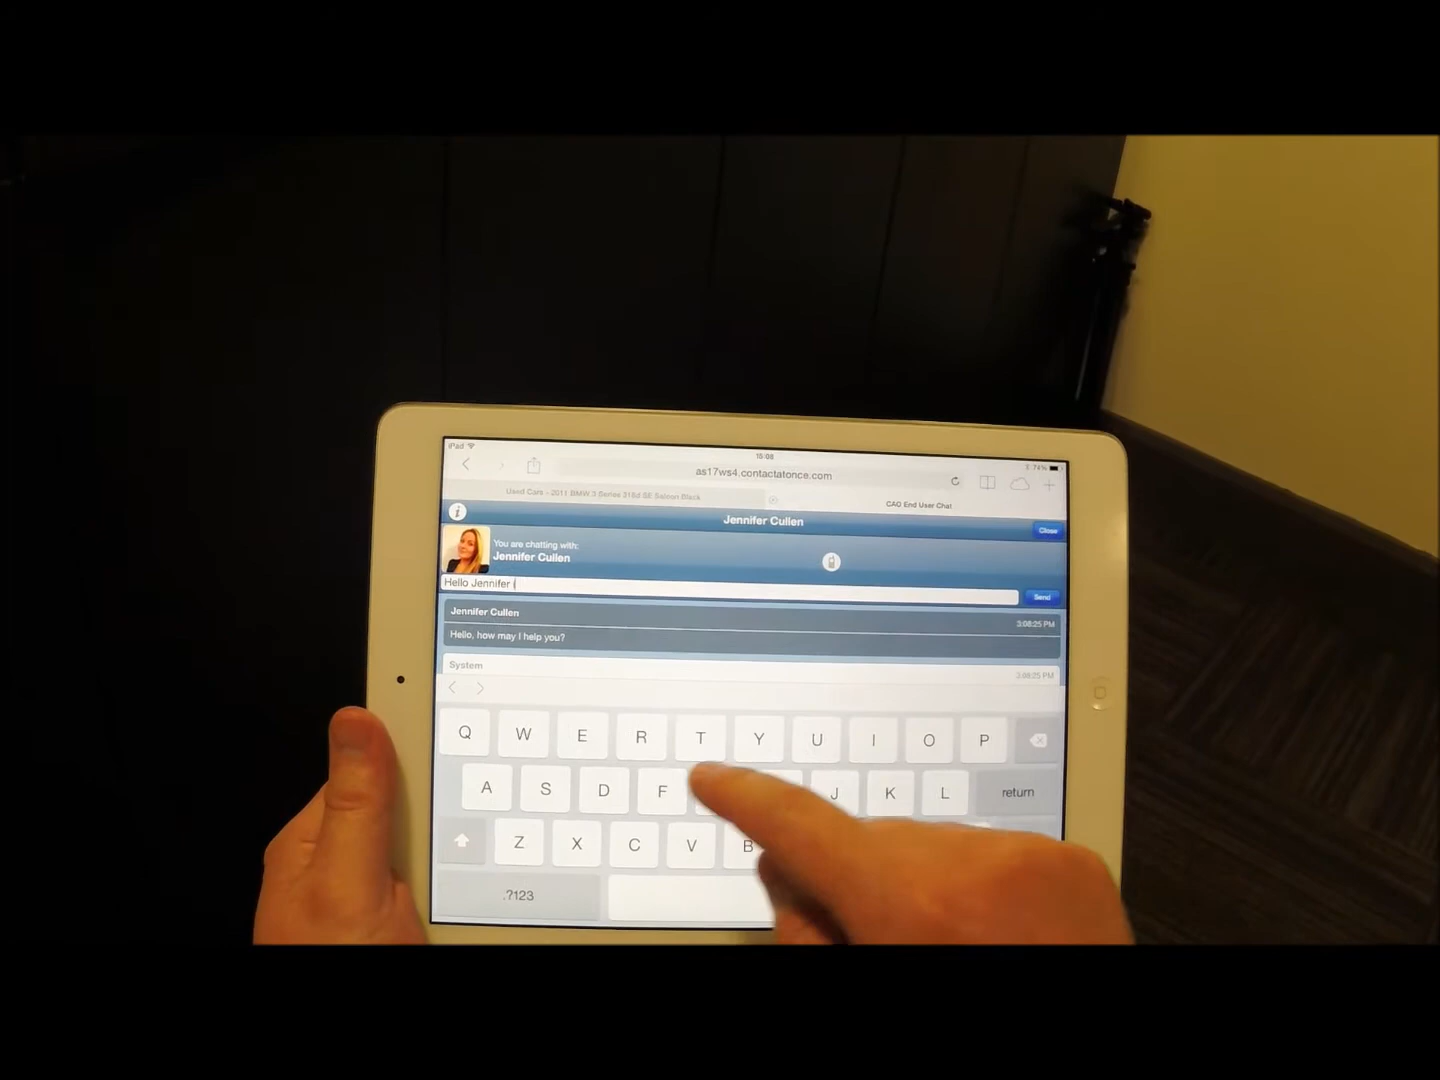 iPad
15:08
74%
as17ws4.contactatonce.com
Used Cars - 2011 BMW 3 Series 318d SE Saloon Black
CAO End User Chat
Jennifer Cullen
Close
You are chatting with:
Jennifer Cullen
Hello Jennifer i
Send
Jennifer Cullen
3:08:25 PM
Hello, how may I help you?
System
3:08:25 PM
Q W E R T Y U I O P
A S D F J K L return
Z X C V B
.?123